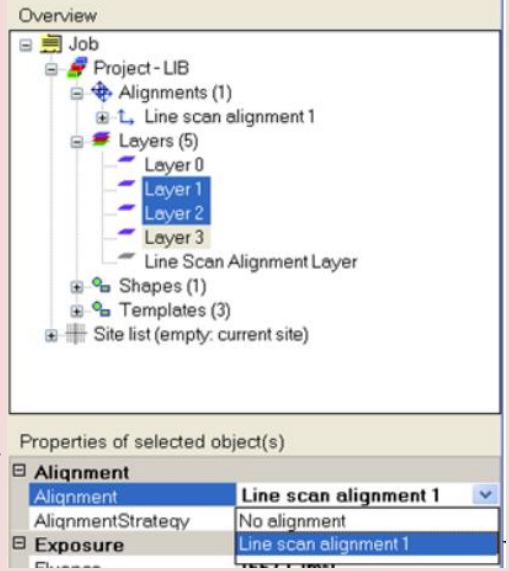 Overview
Job
Project - LIB
Alignments (1)
Line scan alignment 1
Layers (5)
Layer 0
Layer 1
Layer 2
Layer 3
Line Scan Alignment Layer
Shapes (1)
Templates (3)
Site list (empty: current site)
Properties of selected object(s)
Alignment
Alignment Line scan alignment 1
AlignmentStrategy No alignment
Exposure Line scan alignment 1